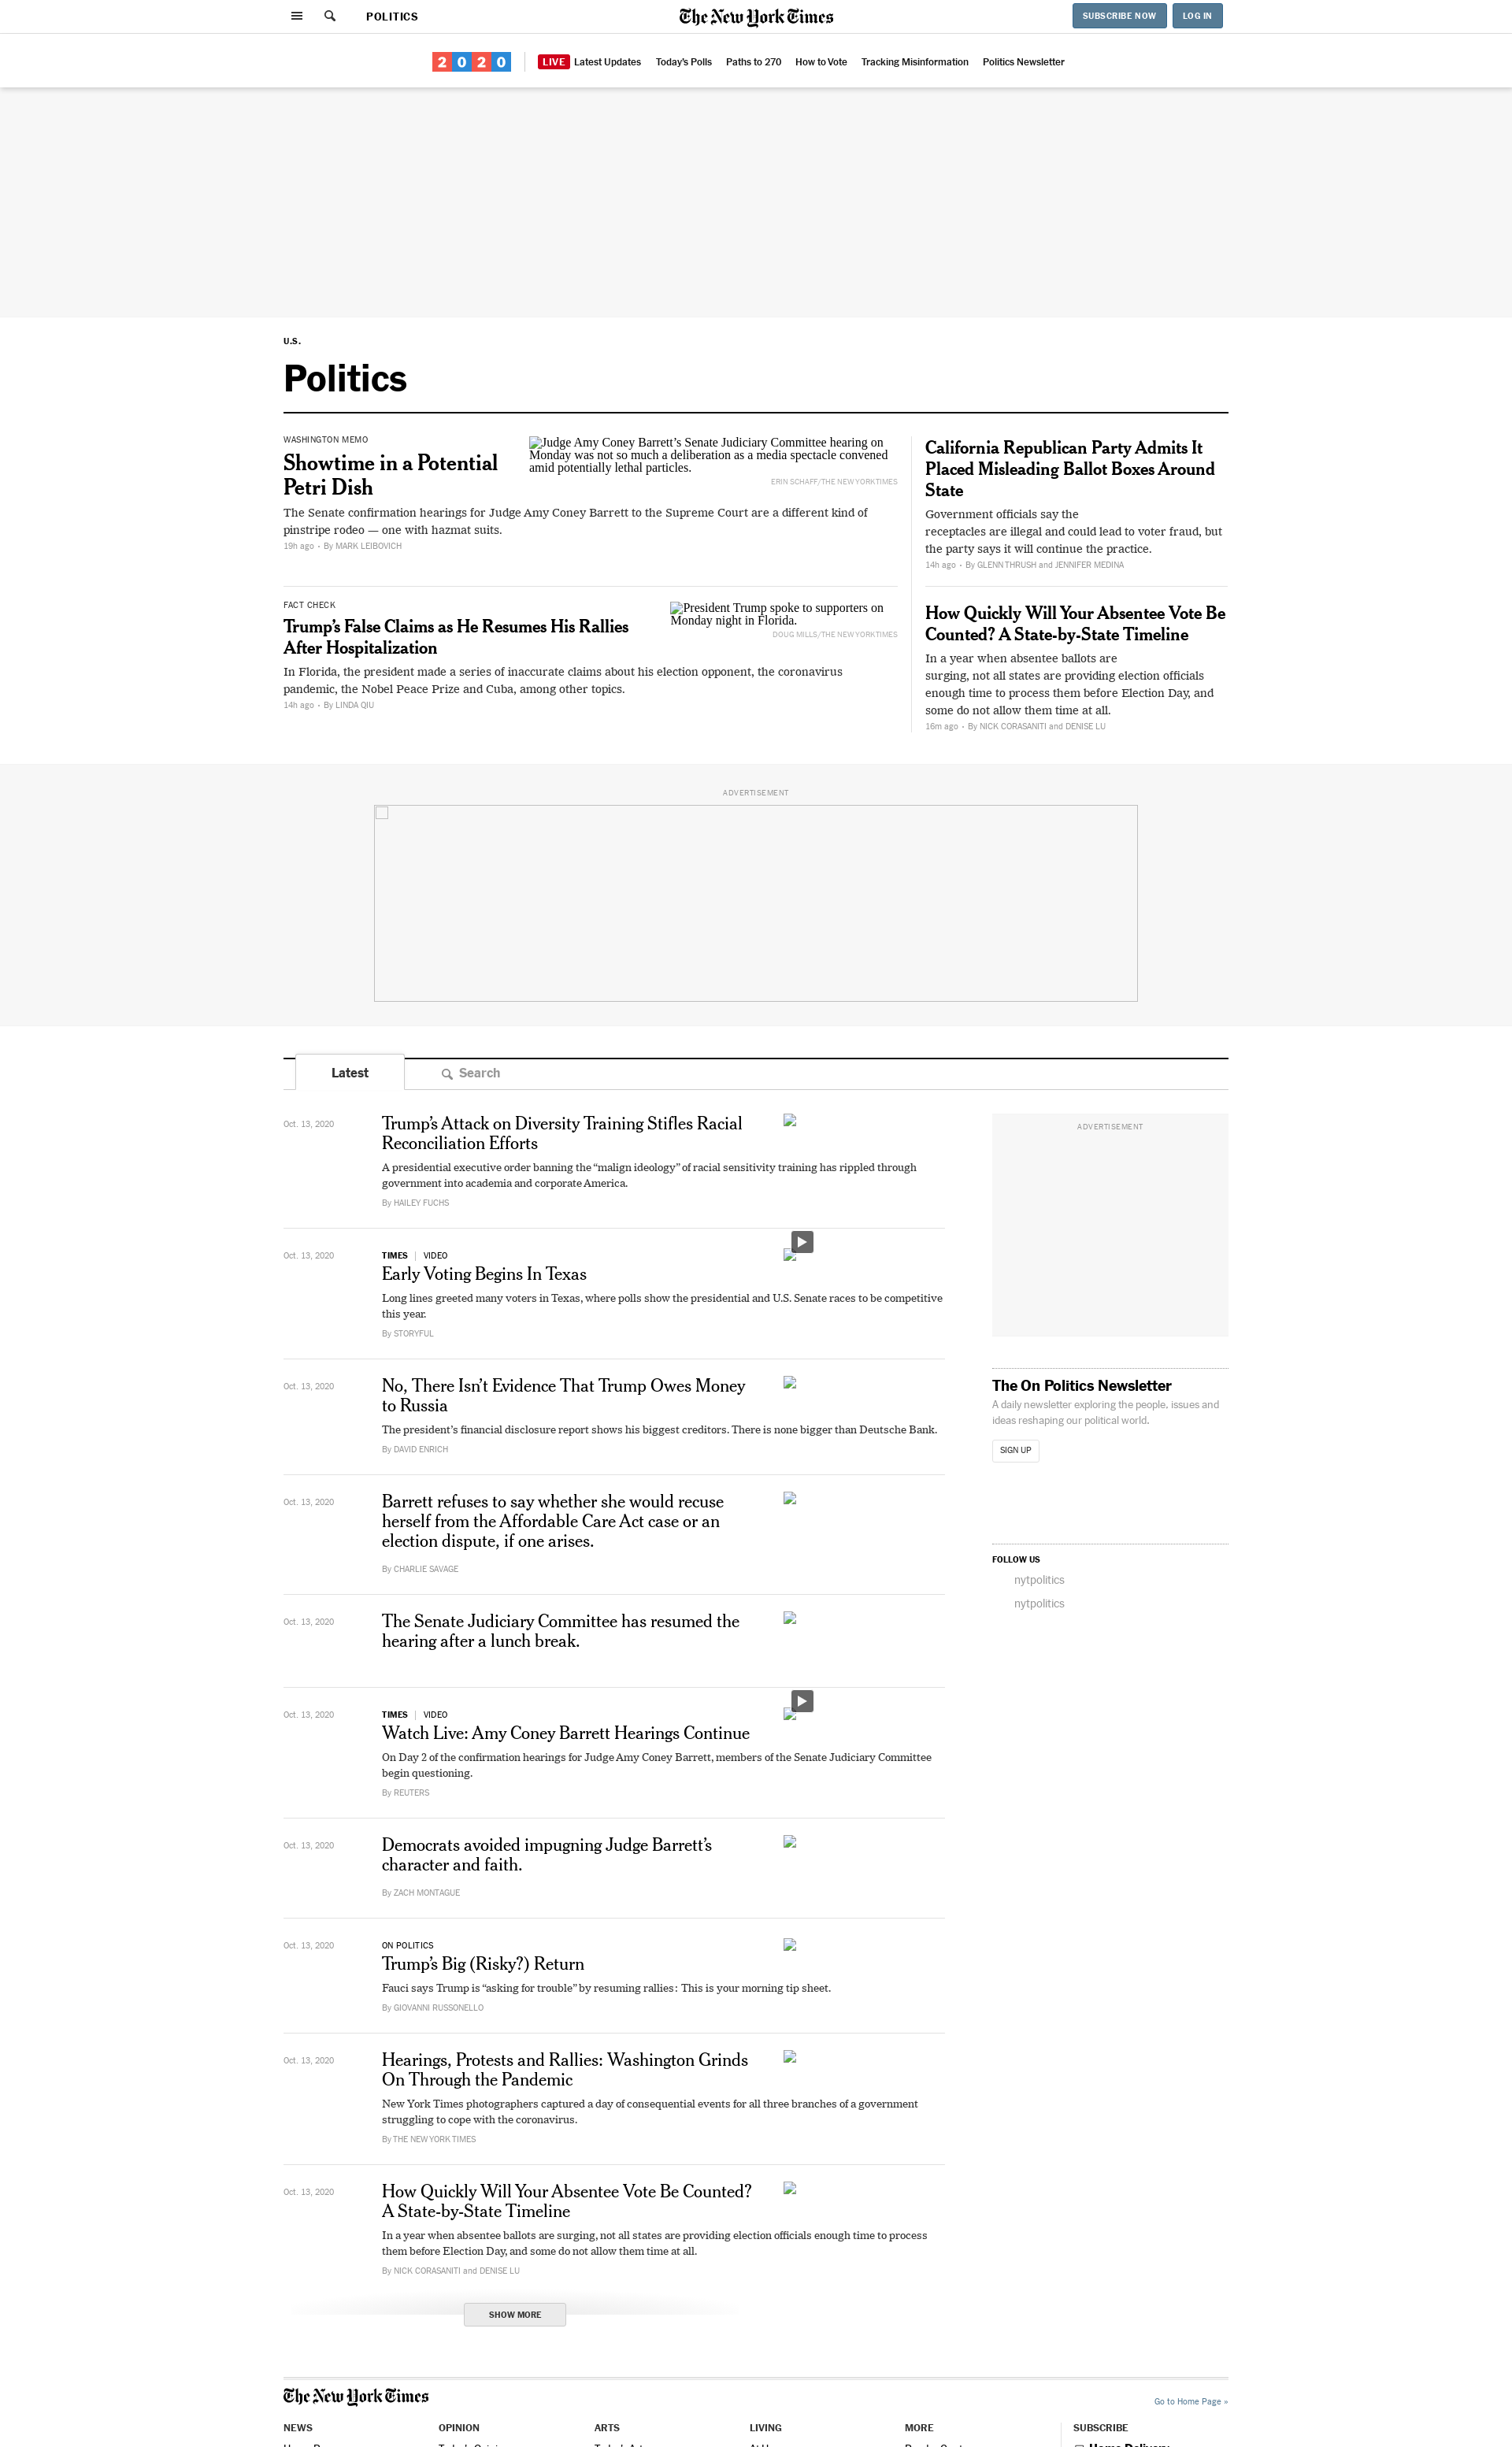 POLITICS
The New York Times
SUBSCRIBE NOW
LOG IN
2020
LIVE Latest Updates
Today's Polls
Paths to 270
How to Vote
Tracking Misinformation
Politics Newsletter
U.S.
Politics
WASHINGTON MEMO
Showtime in a Potential
Petri Dish
Judge Amy Coney Barrett’s Senate Judiciary Committee hearing on
Monday was not so much a deliberation as a media spectacle convened
amid potentially lethal particles.
ERIN SCHAFF/THE NEW YORK TIMES
The Senate confirmation hearings for Judge Amy Coney Barrett to the Supreme Court are a different kind of
pinstripe rodeo — one with hazmat suits.
19h ago • By MARK LEIBOVICH
FACT CHECK
Trump’s False Claims as He Resumes His Rallies
After Hospitalization
President Trump spoke to supporters on
Monday night in Florida.
DOUG MILLS/THE NEW YORK TIMES
In Florida, the president made a series of inaccurate claims about his election opponent, the coronavirus
pandemic, the Nobel Peace Prize and Cuba, among other topics.
14h ago • By LINDA QIU
California Republican Party Admits It
Placed Misleading Ballot Boxes Around
State
Government officials say the
receptacles are illegal and could lead to voter fraud, but
the party says it will continue the practice.
14h ago • By GLENN THRUSH and JENNIFER MEDINA
How Quickly Will Your Absentee Vote Be
Counted? A State-by-State Timeline
In a year when absentee ballots are
surging, not all states are providing election officials
enough time to process them before Election Day, and
some do not allow them time at all.
16m ago • By NICK CORASANITI and DENISE LU
ADVERTISEMENT
Latest
Search
Oct. 13, 2020
Trump’s Attack on Diversity Training Stifles Racial
Reconciliation Efforts
A presidential executive order banning the “malign ideology” of racial sensitivity training has rippled through
government into academia and corporate America.
By HAILEY FUCHS
Oct. 13, 2020
TIMES | VIDEO
Early Voting Begins In Texas
Long lines greeted many voters in Texas, where polls show the presidential and U.S. Senate races to be competitive
this year.
By STORYFUL
Oct. 13, 2020
No, There Isn’t Evidence That Trump Owes Money
to Russia
The president’s financial disclosure report shows his biggest creditors. There is none bigger than Deutsche Bank.
By DAVID ENRICH
Oct. 13, 2020
Barrett refuses to say whether she would recuse
herself from the Affordable Care Act case or an
election dispute, if one arises.
By CHARLIE SAVAGE
Oct. 13, 2020
The Senate Judiciary Committee has resumed the
hearing after a lunch break.
Oct. 13, 2020
TIMES | VIDEO
Watch Live: Amy Coney Barrett Hearings Continue
On Day 2 of the confirmation hearings for Judge Amy Coney Barrett, members of the Senate Judiciary Committee
begin questioning.
By REUTERS
Oct. 13, 2020
Democrats avoided impugning Judge Barrett’s
character and faith.
By ZACH MONTAGUE
Oct. 13, 2020
ON POLITICS
Trump’s Big (Risky?) Return
Fauci says Trump is “asking for trouble” by resuming rallies: This is your morning tip sheet.
By GIOVANNI RUSSONELLO
Oct. 13, 2020
Hearings, Protests and Rallies: Washington Grinds
On Through the Pandemic
New York Times photographers captured a day of consequential events for all three branches of a government
struggling to cope with the coronavirus.
By THE NEW YORK TIMES
Oct. 13, 2020
How Quickly Will Your Absentee Vote Be Counted?
A State-by-State Timeline
In a year when absentee ballots are surging, not all states are providing election officials enough time to process
them before Election Day, and some do not allow them time at all.
By NICK CORASANITI and DENISE LU
SHOW MORE
ADVERTISEMENT
The On Politics Newsletter
A daily newsletter exploring the people, issues and
ideas reshaping our political world.
SIGN UP
FOLLOW US
nytpolitics
nytpolitics
The New York Times
Go to Home Page »
NEWS
OPINION
ARTS
LIVING
MORE
SUBSCRIBE